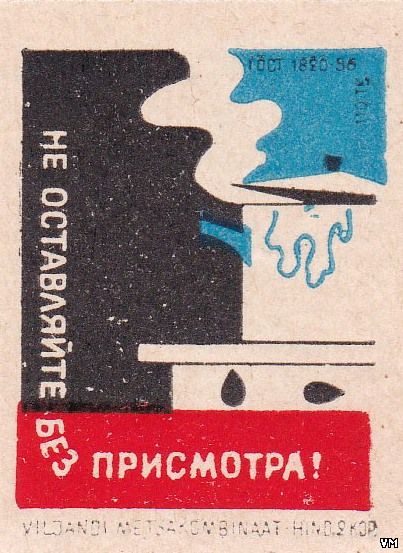 ГОСТ 1820-56
НЕ ОСТАВЛЯЙТЕ БЕЗ
ПРИСМОТРА!
VILJANDI METSAKOMBINAAT HIND 2 KOP.
VM